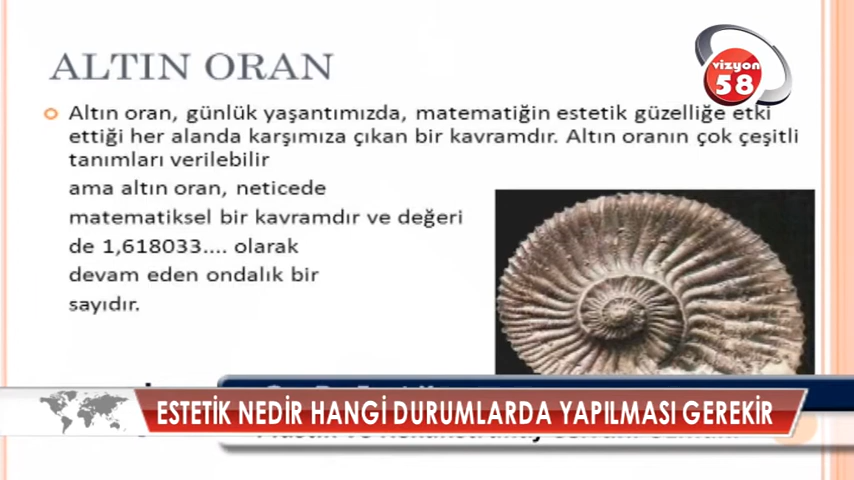 vizyon
58
ALTIN ORAN
Altın oran, günlük yaşantımızda, matematiğin estetik güzelliğe etki
ettiği her alanda karşımıza çıkan bir kavramdır. Altın oranın çok çeşitli
tanımları verilebilir
ama altın oran, neticede
matematiksel bir kavramdır ve değeri
de 1,618033.... olarak
devam eden ondalık bir
sayıdır.
ESTETİK NEDİR HANGİ DURUMLARDA YAPILMASI GEREKİR